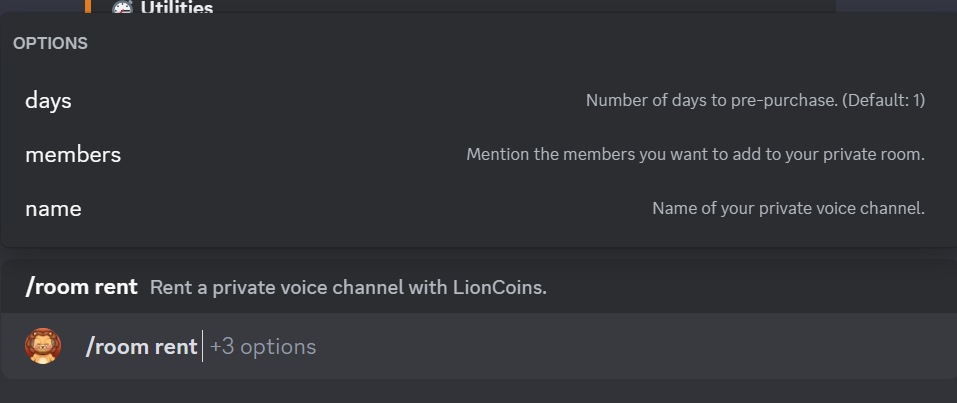 Utilities
OPTIONS
days Number of days to pre-purchase. (Default: 1)
members Mention the members you want to add to your private room.
name Name of your private voice channel.
/room rent Rent a private voice channel with LionCoins.
/room rent +3 options